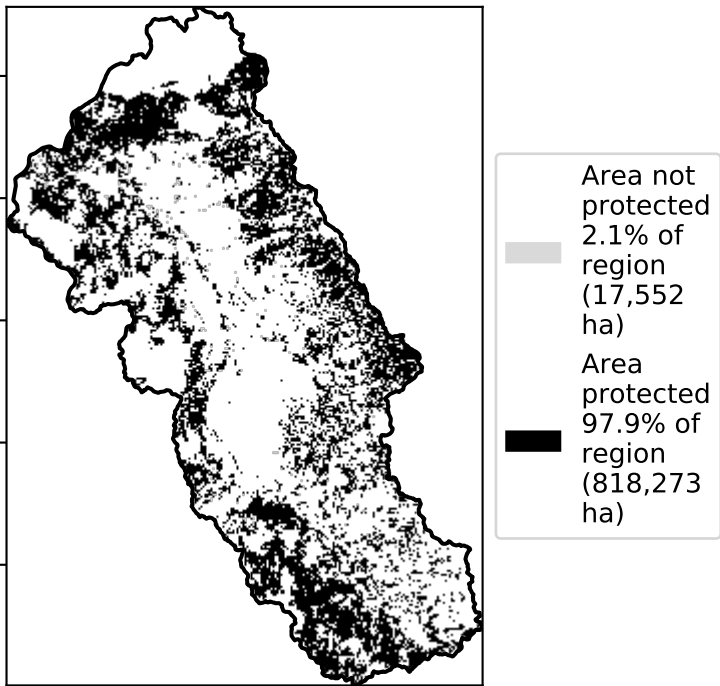 Area not
protected
2.1% of
region
(17,552
ha)
Area
protected
97.9% of
region
(818,273
ha)